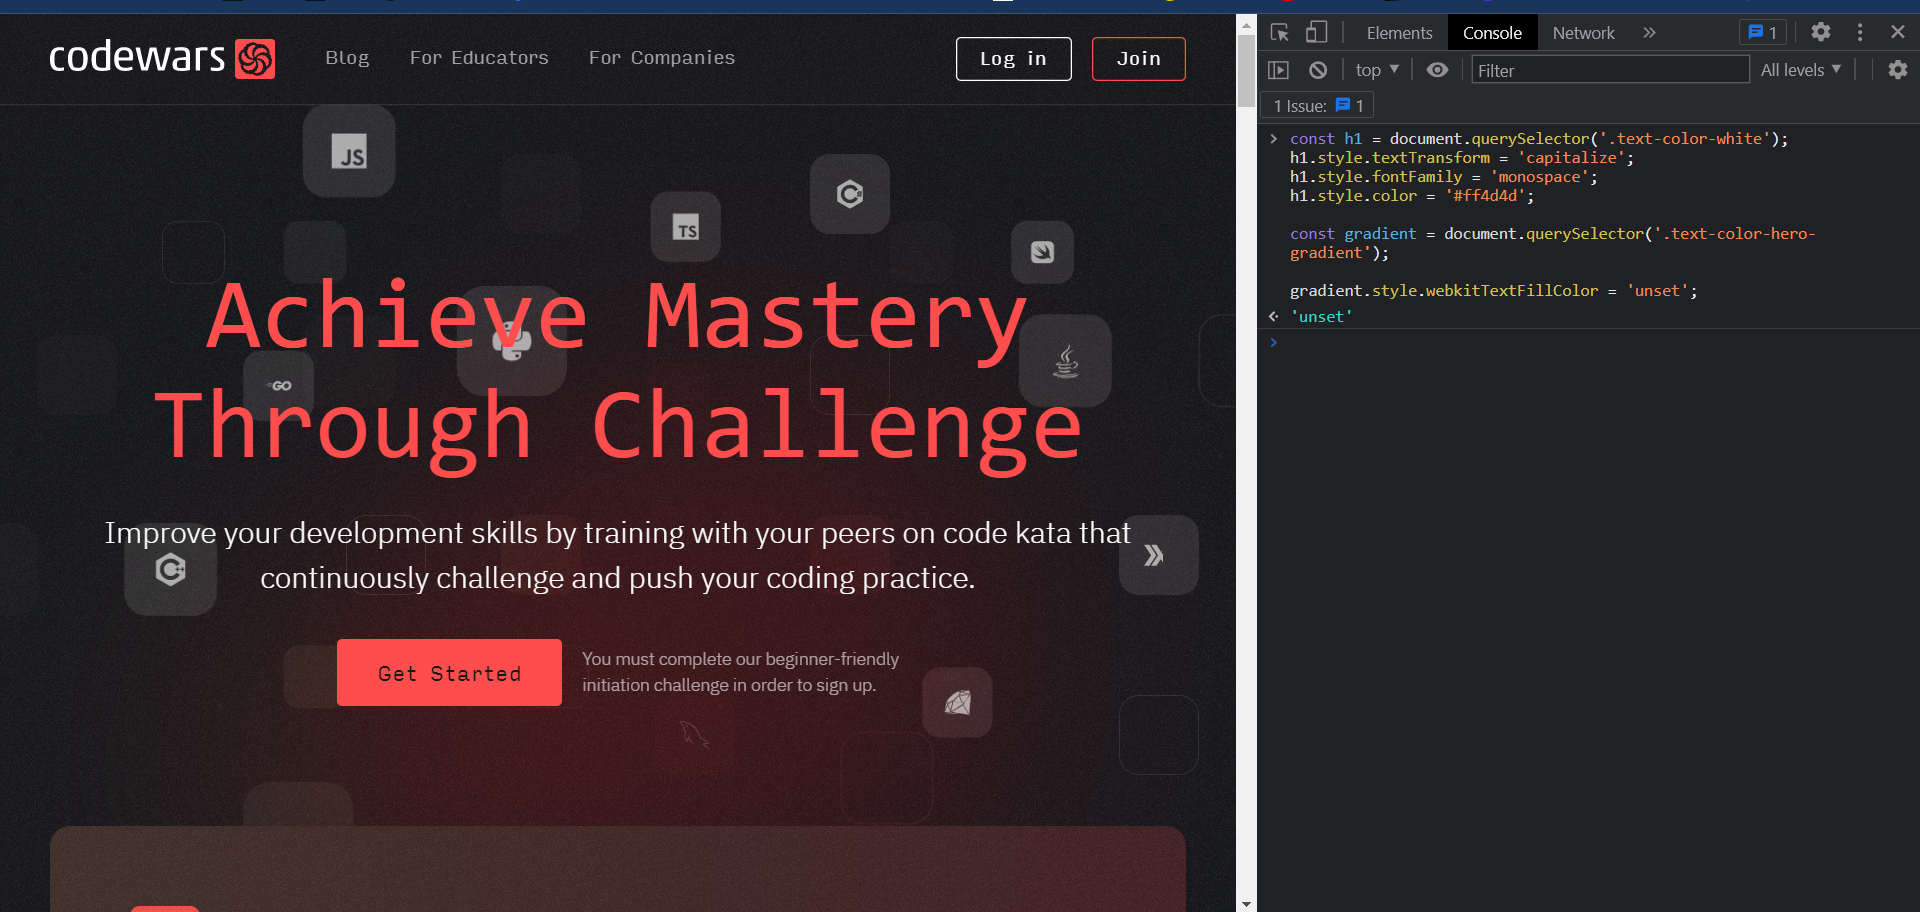 codewars
Blog
For Educators
For Companies
Log in
Join
JS
TS
GO
Achieve Mastery
Through Challenge
Improve your development skills by training with your peers on code kata that
continuously challenge and push your coding practice.
Get Started
You must complete our beginner-friendly
initiation challenge in order to sign up.
Elements
Console
Network
1
top
Filter
All levels
1 Issue:
1
const h1 = document.querySelector('.text-color-white');
h1.style.textTransform = 'capitalize';
h1.style.fontFamily = 'monospace';
h1.style.color = '#ff4d4d';
const gradient = document.querySelector('.text-color-hero-
gradient');
gradient.style.webkitTextFillColor = 'unset';
'unset'